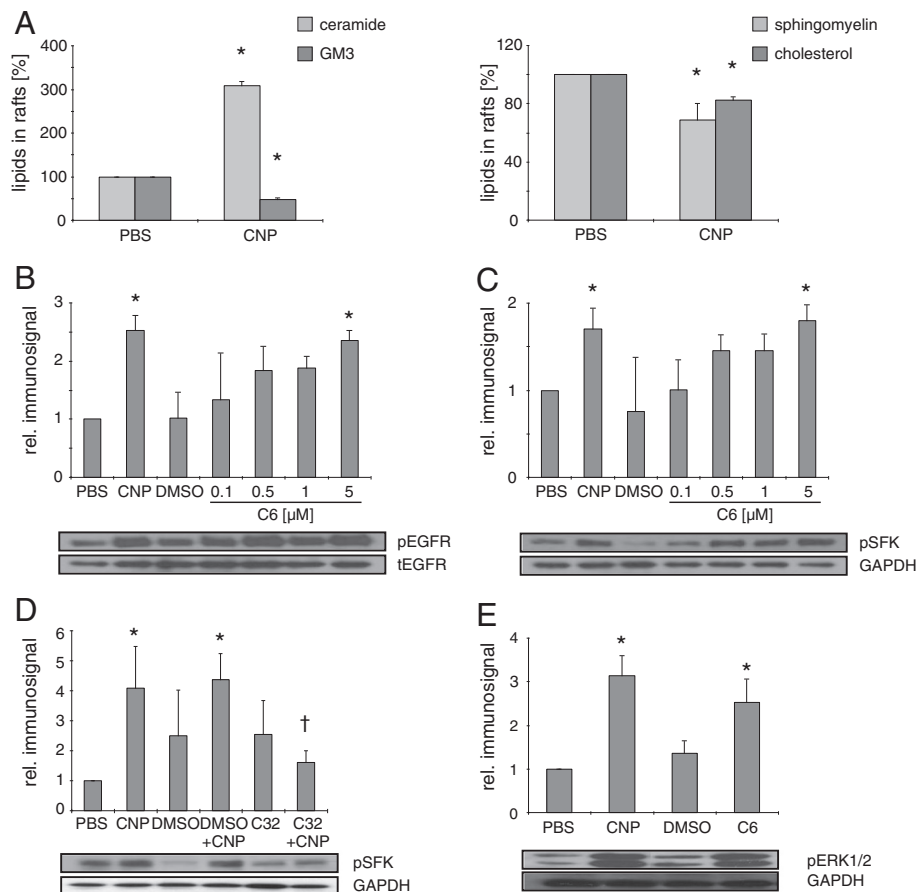 A
ceramide
GM3
lipids in rafts [%]
400
300
200
100
0
*
*
PBS
CNP
sphingomyelin
cholesterol
lipids in rafts [%]
120
80
40
0
*
*
PBS
CNP
B
rel. immunosignal
3
2
1
0
*
*
PBS CNP DMSO 0.1 0.5 1 5
C6 [µM]
pEGFR
tEGFR
C
rel. immunosignal
2
1
0
*
*
PBS CNP DMSO 0.1 0.5 1 5
C6 [µM]
pSFK
GAPDH
D
rel. immunosignal
6
5
4
3
2
1
0
*
*
†
PBS CNP DMSO DMSO C32 C32
+CNP +CNP
pSFK
GAPDH
E
rel. immunosignal
4
3
2
1
0
*
*
PBS CNP DMSO C6
pERK1/2
GAPDH